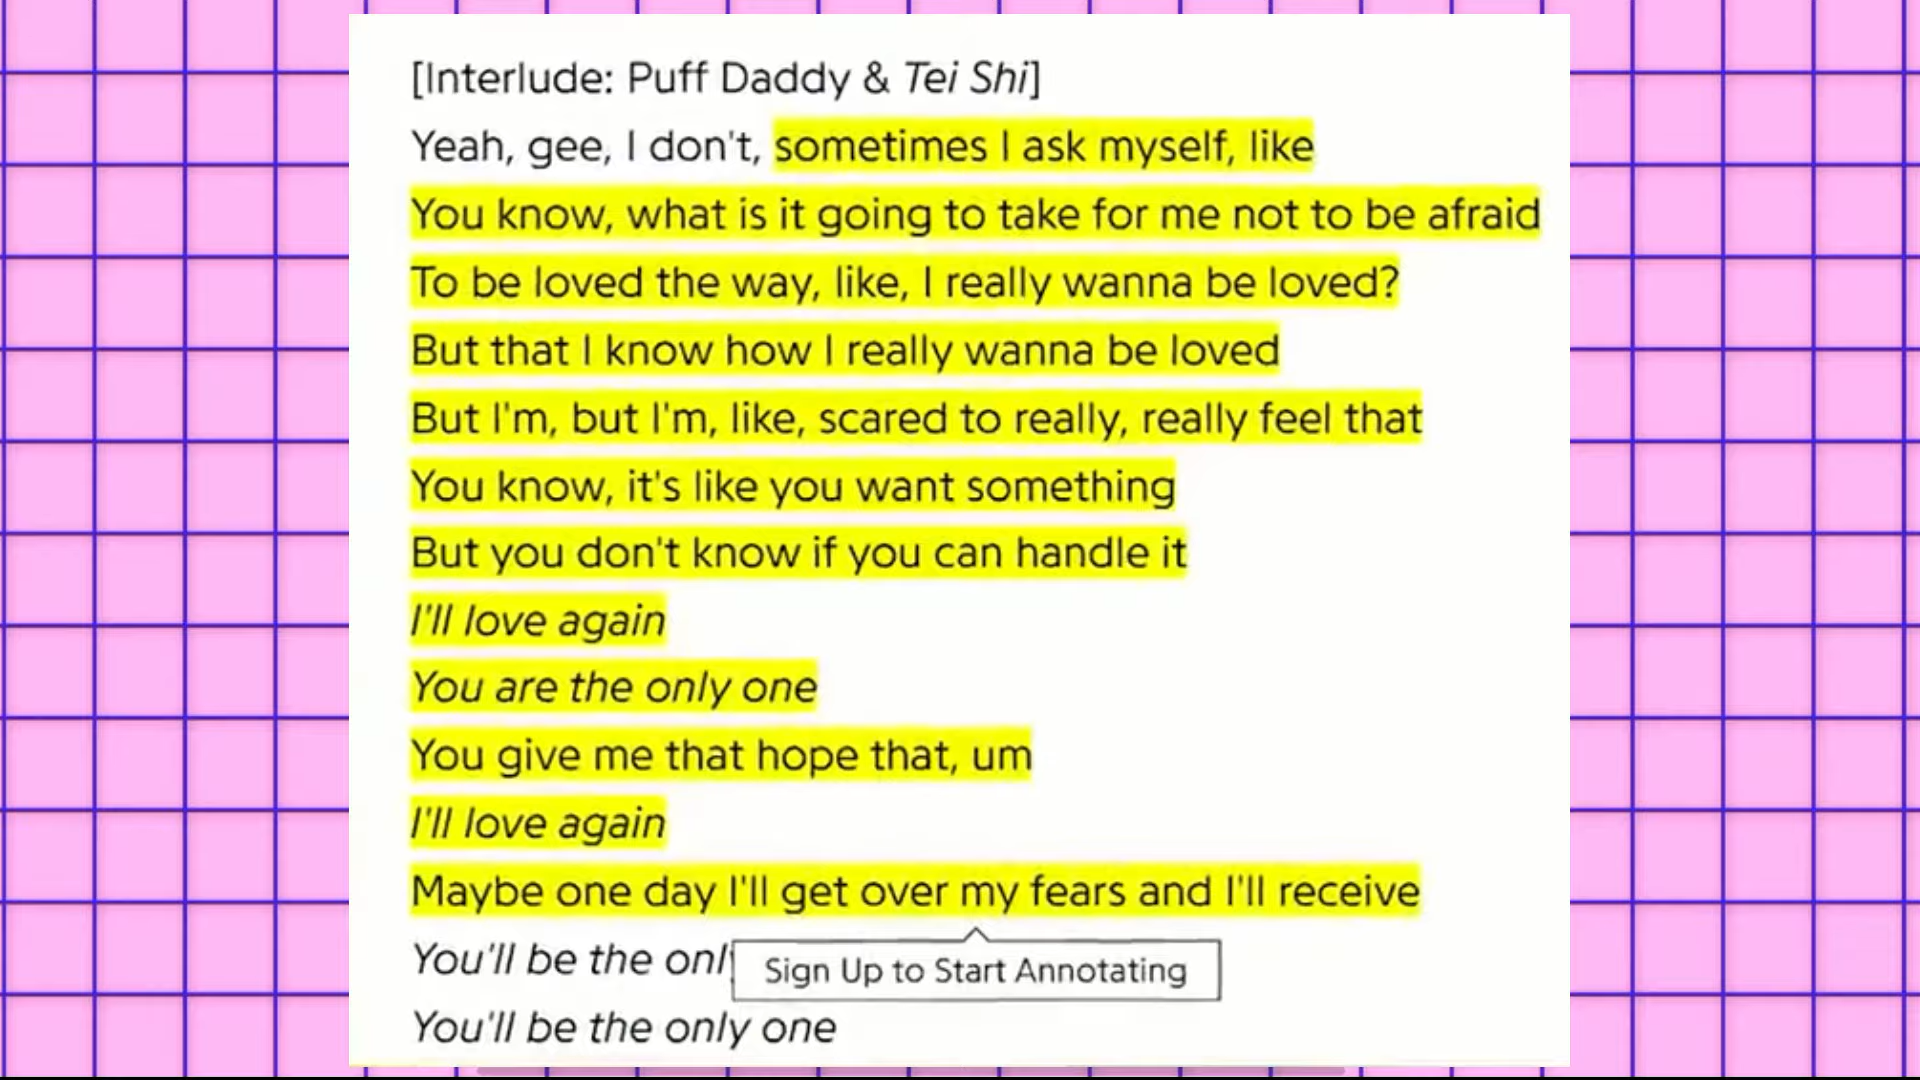 [Interlude: Puff Daddy & Tei Shi]
Yeah, gee, I don't, sometimes I ask myself, like
You know, what is it going to take for me not to be afraid
To be loved the way, like, I really wanna be loved?
But that I know how I really wanna be loved
But I'm, but I'm, like, scared to really, really feel that
You know, it's like you want something
But you don't know if you can handle it
I'll love again
You are the only one
You give me that hope that, um
I'll love again
Maybe one day I'll get over my fears and I'll receive
You'll be the
Sign Up to Start Annotating
You'll be the only one